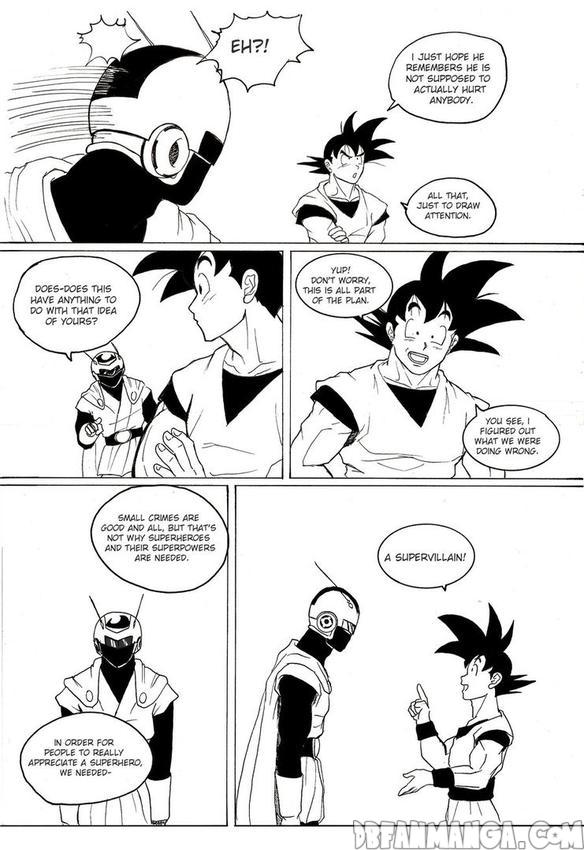 EH?!
I JUST HOPE HE
REMEMBERS HE IS
NOT SUPPOSED TO
ACTUALLY HURT
ANYBODY.
ALL THAT,
JUST TO DRAW
ATTENTION.
DOES-DOES THIS
HAVE ANYTHING TO
DO WITH THAT IDEA
OF YOURS?
YUP!
DON'T WORRY,
THIS IS ALL PART
OF THE PLAN.
YOU SEE, I
FIGURED OUT
WHAT WE WERE
DOING WRONG.
SMALL CRIMES ARE
GOOD AND ALL, BUT THAT'S
NOT WHY SUPERHEROES
AND THEIR SUPERPOWERS
ARE NEEDED.
IN ORDER FOR
PEOPLE TO REALLY
APPRECIATE A SUPERHERO,
WE NEEDED-
A SUPERVILLAIN!
DBFANMANGA.COM